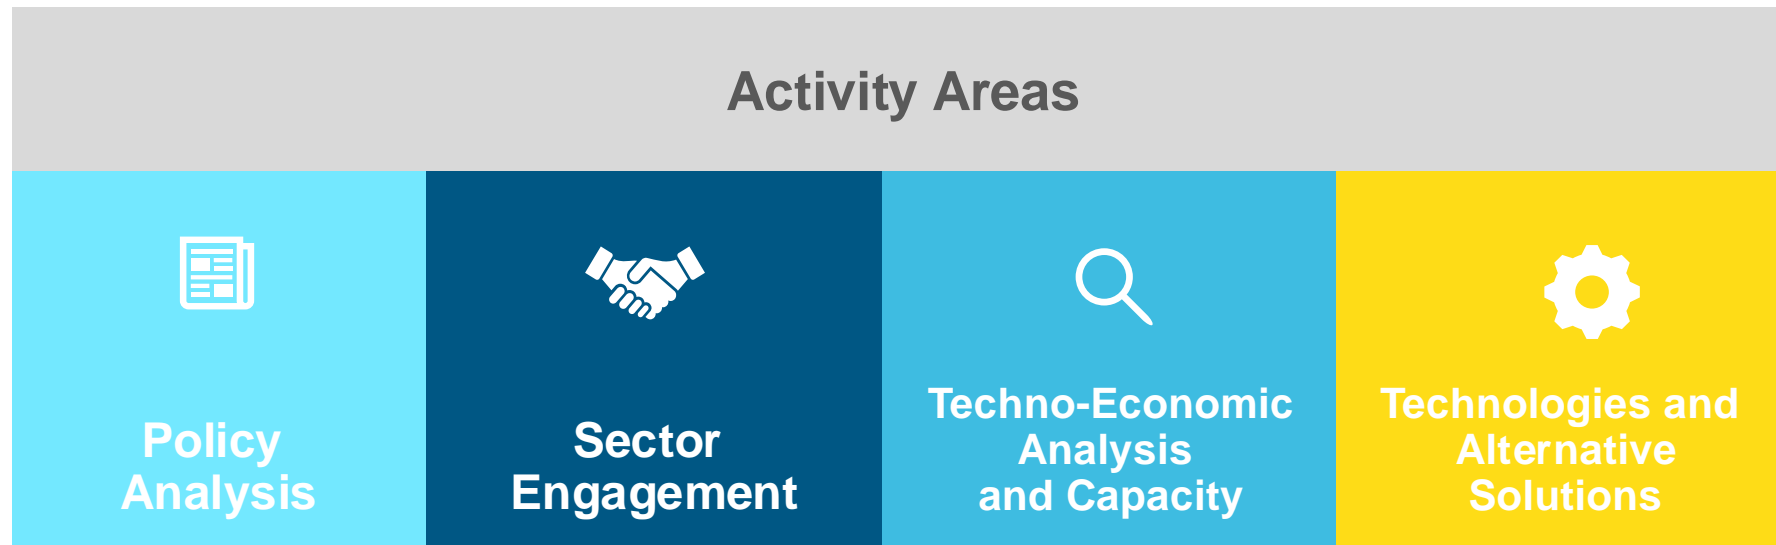 Activity Areas
Policy
Analysis
Sector
Engagement
Techno-Economic
Analysis
and Capacity
Technologies and
Alternative
Solutions